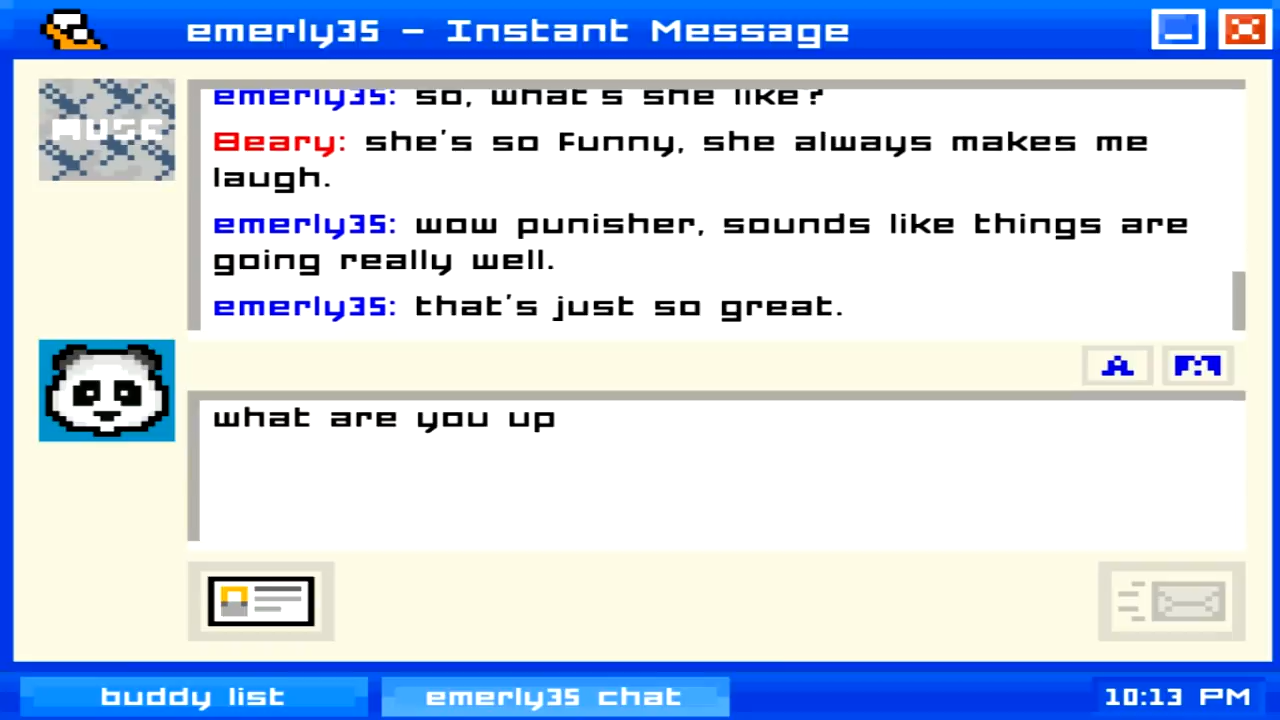 emerly35 - Instant Message
emerly35: so, what's she like?
Beary: she's so Funny, she always makes me
laugh.
emerly35: wow punisher, sounds like things are
going really well.
emerly35: that's just so great.
MUSE
A
what are you up
buddy list
emerly35 chat
10:13 PM